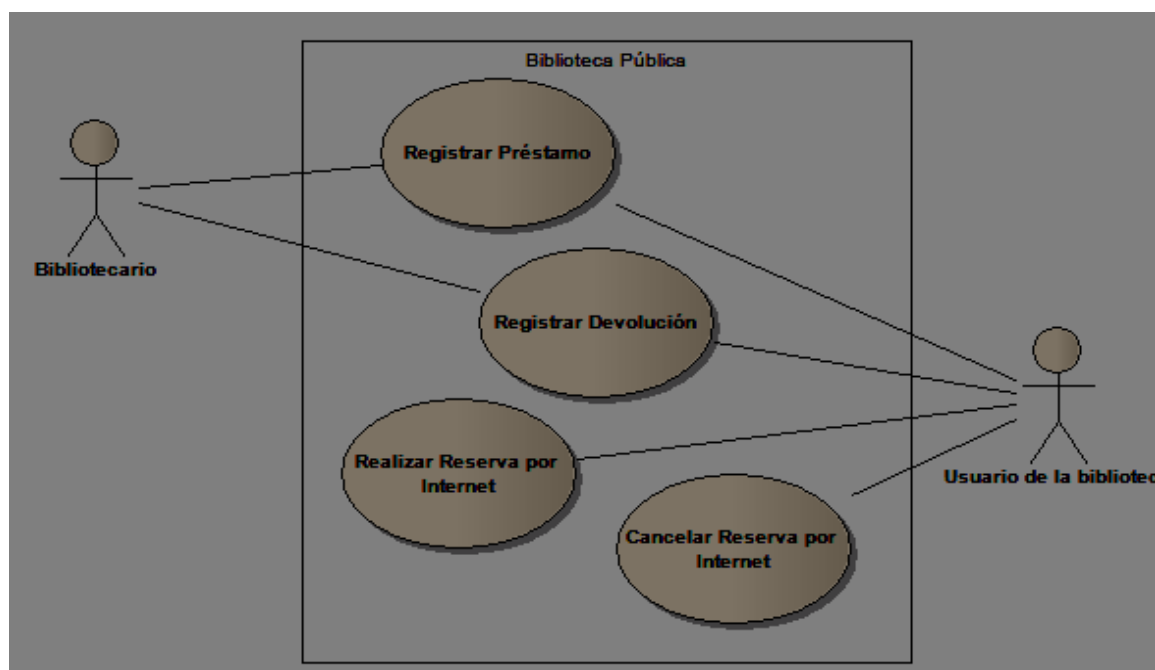 Biblioteca Pública
Registrar Préstamo
Bibliotecario
Registrar Devolución
Realizar Reserva por
Internet
Usuario de la bibliotec
Cancelar Reserva por
Internet